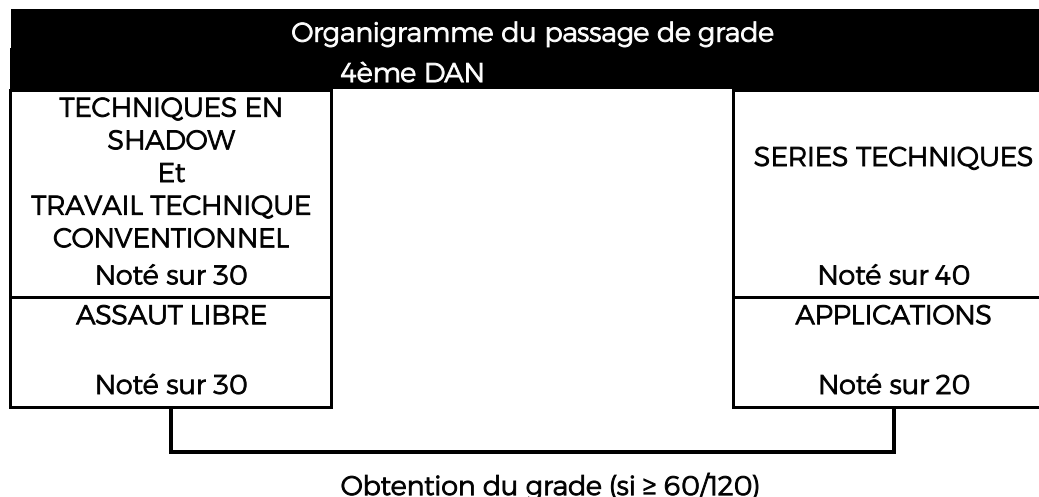 Organigramme du passage de grade
4ème DAN
TECHNIQUES EN
SHADOW
Et
TRAVAIL TECHNIQUE
CONVENTIONNEL
Noté sur 30
SERIES TECHNIQUES
Noté sur 40
ASSAUT LIBRE
Noté sur 30
APPLICATIONS
Noté sur 20
Obtention du grade (si ≥ 60/120)